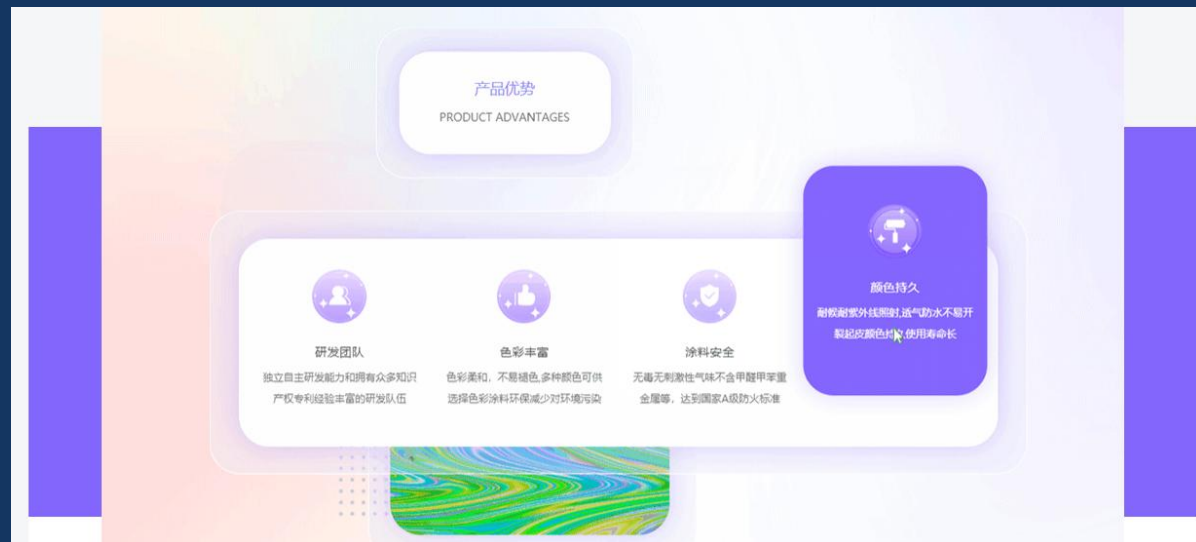 产品优势
PRODUCT ADVANTAGES
研发团队
独立自主研发能力和拥有众多知识
产权专利经验丰富的研发队伍
色彩丰富
色彩柔和、不易褪色,多种颜色可供
选择色彩涂料环保减少对环境污染
涂料安全
无毒无刺激性气味不含甲醛甲苯重
金属等，达到国家A级防火标准
颜色持久
耐候耐紫外线照射,透气防水不易开
裂起皮颜色持久,使用寿命长